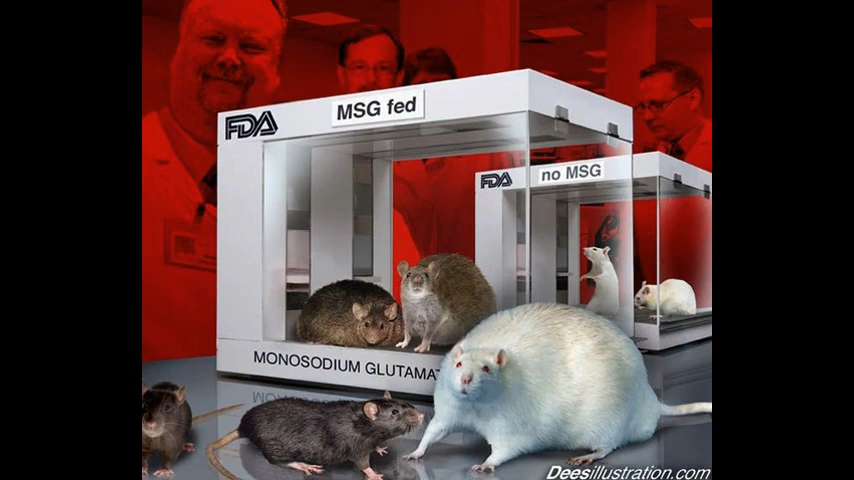 FDA
MSG fed
FDA
no MSG
MONOSODIUM GLUTAMAT
Deesillustration.com